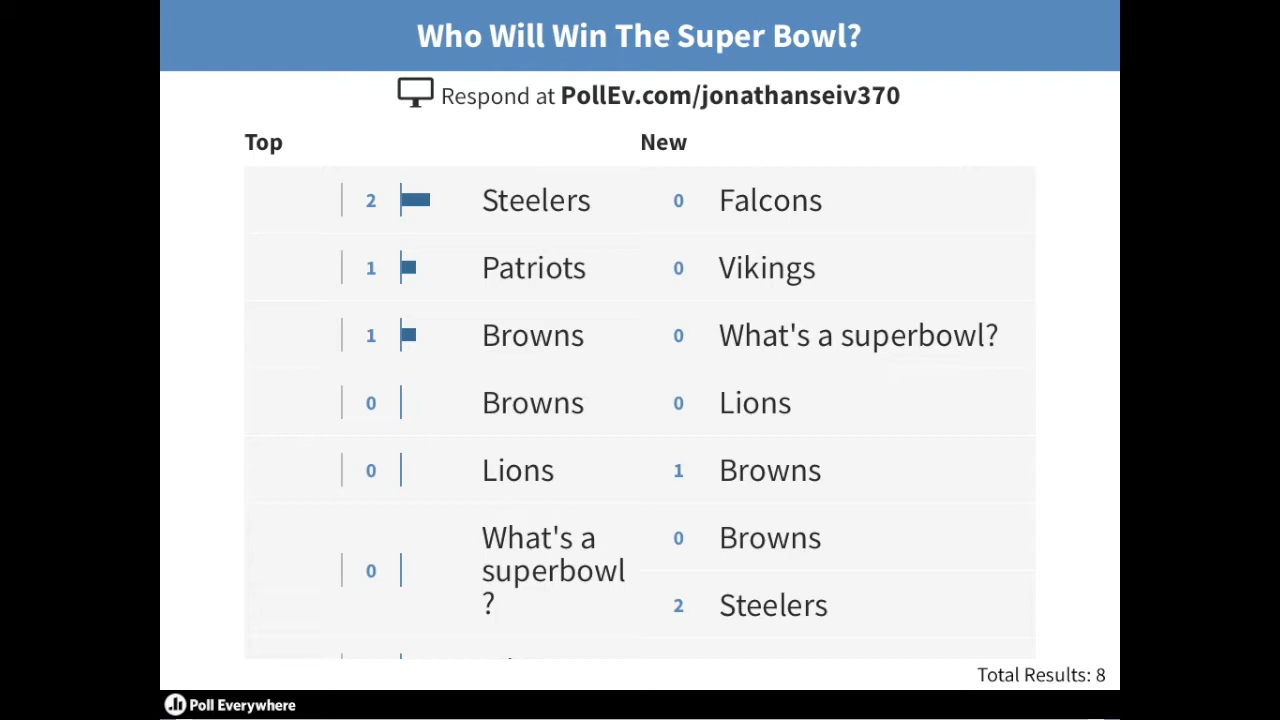 Who Will Win The Super Bowl?
Respond at PollEv.com/jonathanseiv370
Top
New
2 Steelers
1 Patriots
1 Browns
0 Browns
0 Lions
0 What's a
superbowl
?
0 Falcons
0 Vikings
0 What's a superbowl?
0 Lions
1 Browns
0 Browns
2 Steelers
Total Results: 8
Poll Everywhere